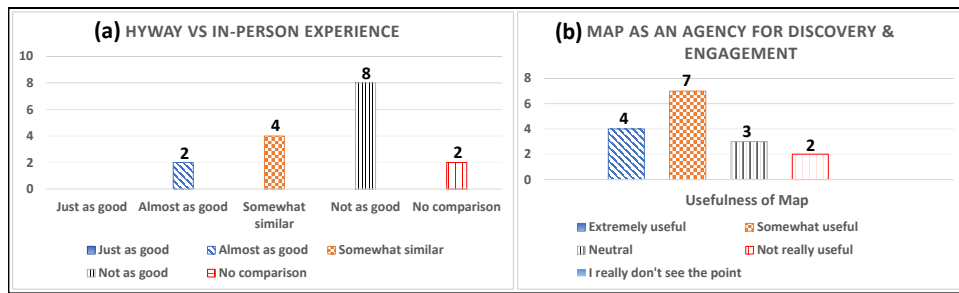 (a) HYWAY VS IN-PERSON EXPERIENCE
10
8
6
4
2
0
2
4
8
2
Just as good
Almost as good
Somewhat
similar
Not as good
No comparison
Just as good
Almost as good
Somewhat similar
Not as good
No comparison
(b) MAP AS AN AGENCY FOR DISCOVERY &
ENGAGEMENT
8
6
4
2
0
4
7
3
2
Usefulness of Map
Extremely useful
Somewhat useful
Neutral
Not really useful
I really don't see the point